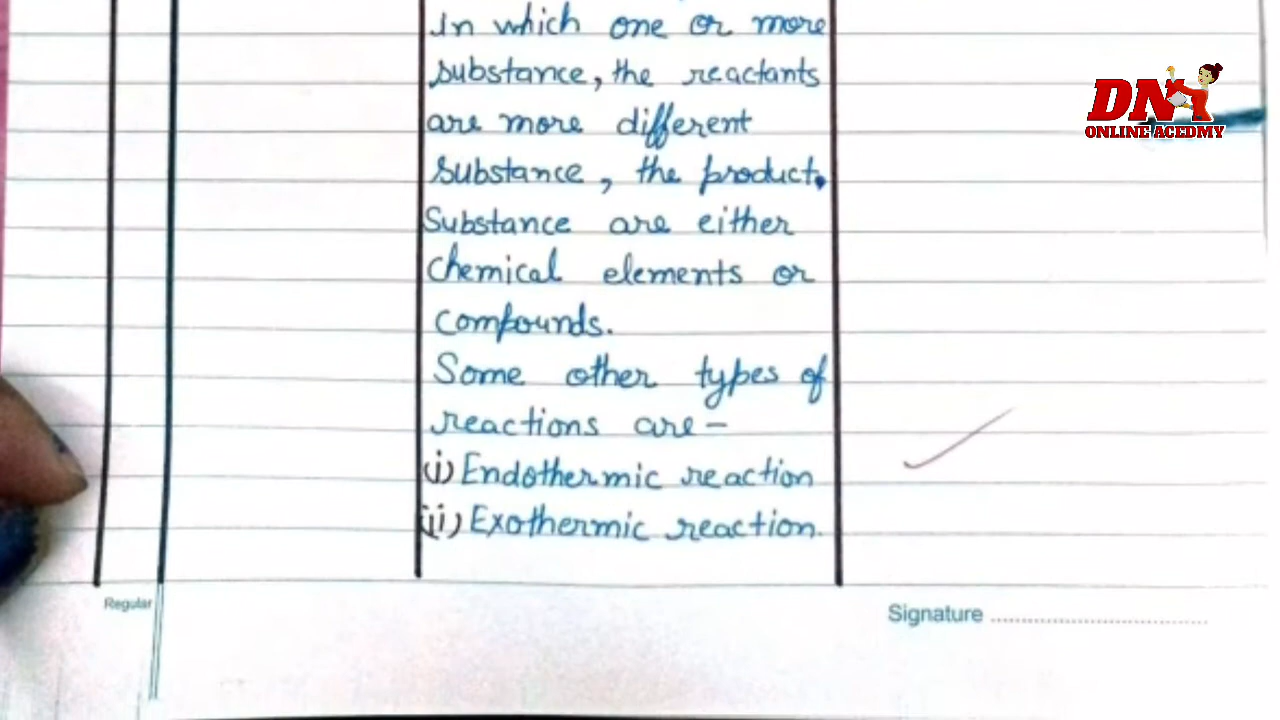 In which one or more
substance, the reactants
are more different
substance, the product.
Substance are either
chemical elements or
compounds.
Some other types of
reactions are-
(i) Endothermic reaction
(ii) Exothermic reaction.
DNY
ONLINE ACEDMY
Regular
Signature ....................................